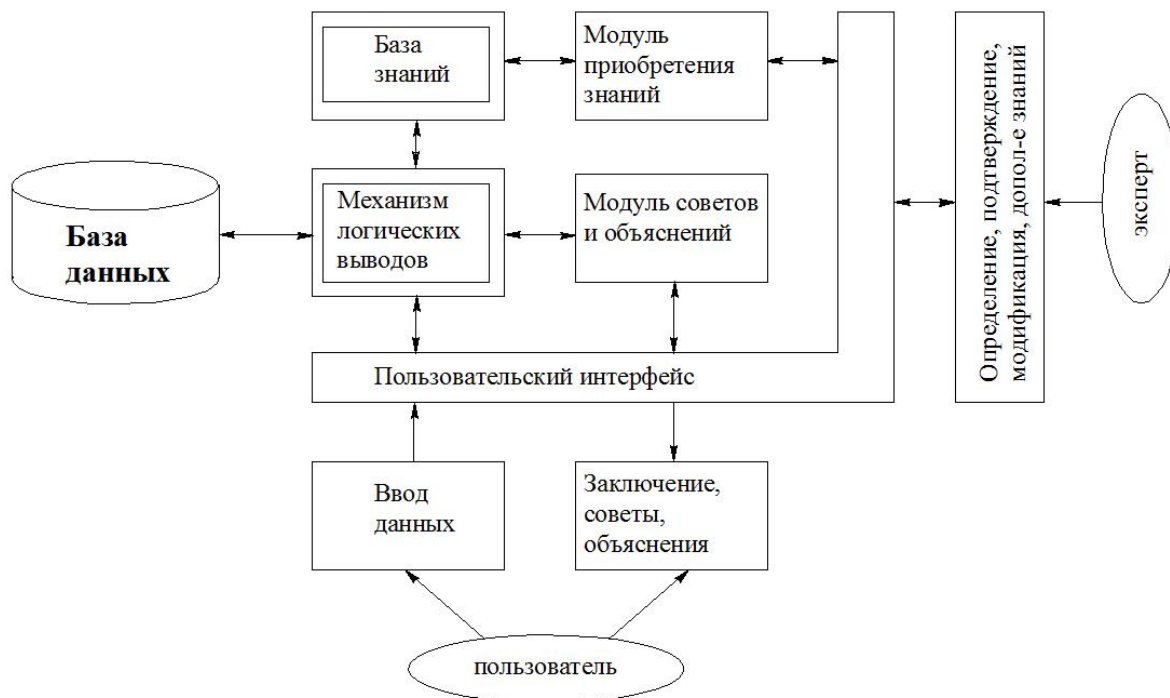 База
знаний
Модуль
приобретения
знаний
База
данных
Механизм
логических
выводов
Модуль советов
и объяснений
Пользовательский интерфейс
Определение, подтверждение,
модификация, допол-е знаний
эксперт
Ввод
данных
Заключение,
советы,
объяснения
пользователь